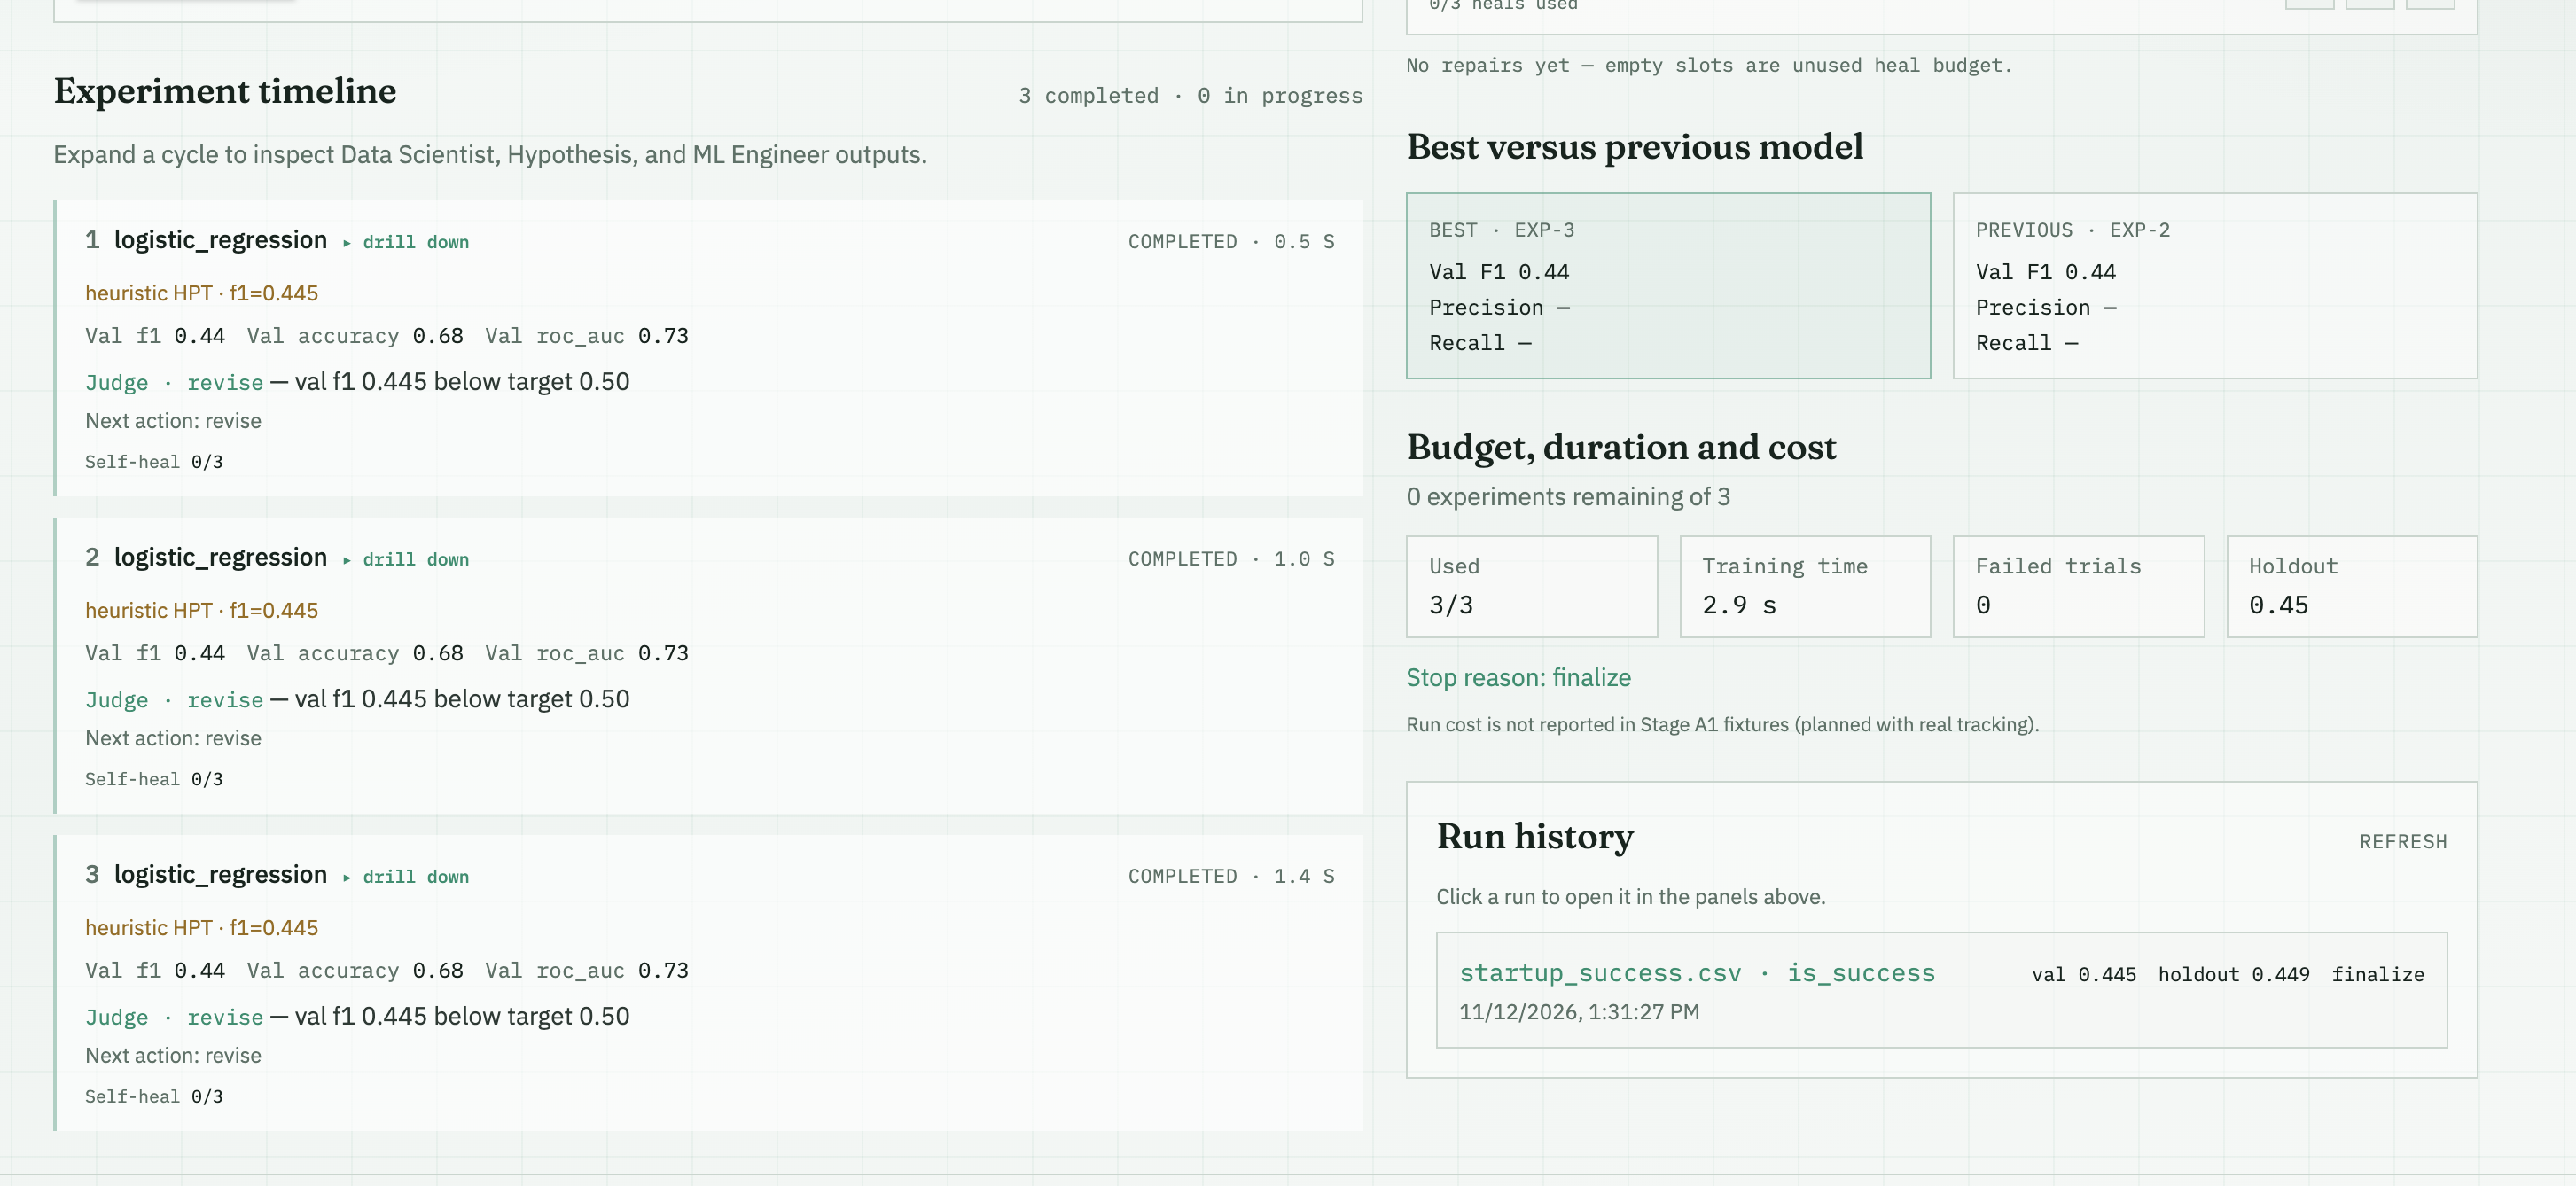 0/3 heals used
No repairs yet — empty slots are unused heal budget.
Experiment timeline
3 completed · 0 in progress
Expand a cycle to inspect Data Scientist, Hypothesis, and ML Engineer outputs.
1 logistic_regression ▸ drill down
COMPLETED · 0.5 S
heuristic HPT · f1=0.445
Val f1 0.44 Val accuracy 0.68 Val roc_auc 0.73
Judge · revise — val f1 0.445 below target 0.50
Next action: revise
Self-heal 0/3
2 logistic_regression ▸ drill down
COMPLETED · 1.0 S
heuristic HPT · f1=0.445
Val f1 0.44 Val accuracy 0.68 Val roc_auc 0.73
Judge · revise — val f1 0.445 below target 0.50
Next action: revise
Self-heal 0/3
3 logistic_regression ▸ drill down
COMPLETED · 1.4 S
heuristic HPT · f1=0.445
Val f1 0.44 Val accuracy 0.68 Val roc_auc 0.73
Judge · revise — val f1 0.445 below target 0.50
Next action: revise
Self-heal 0/3
Best versus previous model
BEST · EXP-3
Val F1 0.44
Precision —
Recall —
PREVIOUS · EXP-2
Val F1 0.44
Precision —
Recall —
Budget, duration and cost
0 experiments remaining of 3
Used
3/3
Training time
2.9 s
Failed trials
0
Holdout
0.45
Stop reason: finalize
Run cost is not reported in Stage A1 fixtures (planned with real tracking).
Run history
REFRESH
Click a run to open it in the panels above.
startup_success.csv · is_success
val 0.445 holdout 0.449 finalize
11/12/2026, 1:31:27 PM